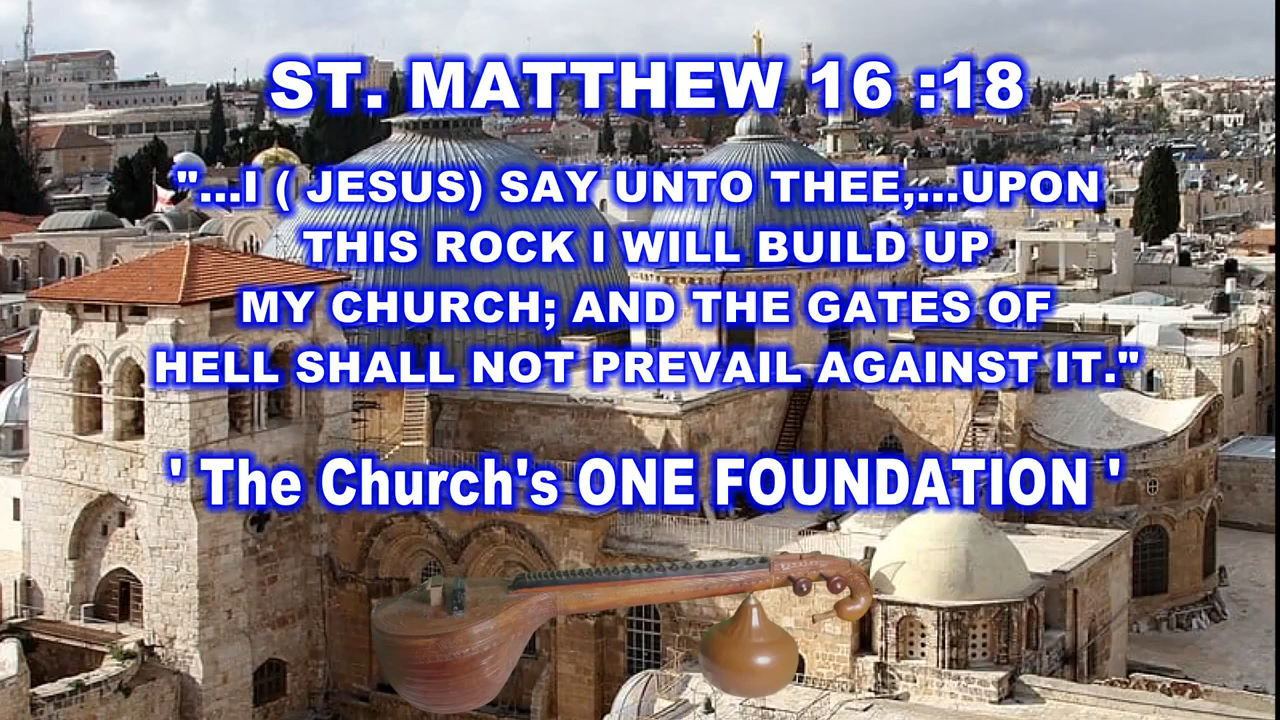 ST. MATTHEW 16 :18
"...I ( JESUS) SAY UNTO THEE,...UPON
THIS ROCK I WILL BUILD UP
MY CHURCH; AND THE GATES OF
HELL SHALL NOT PREVAIL AGAINST IT."
' The Church's ONE FOUNDATION '